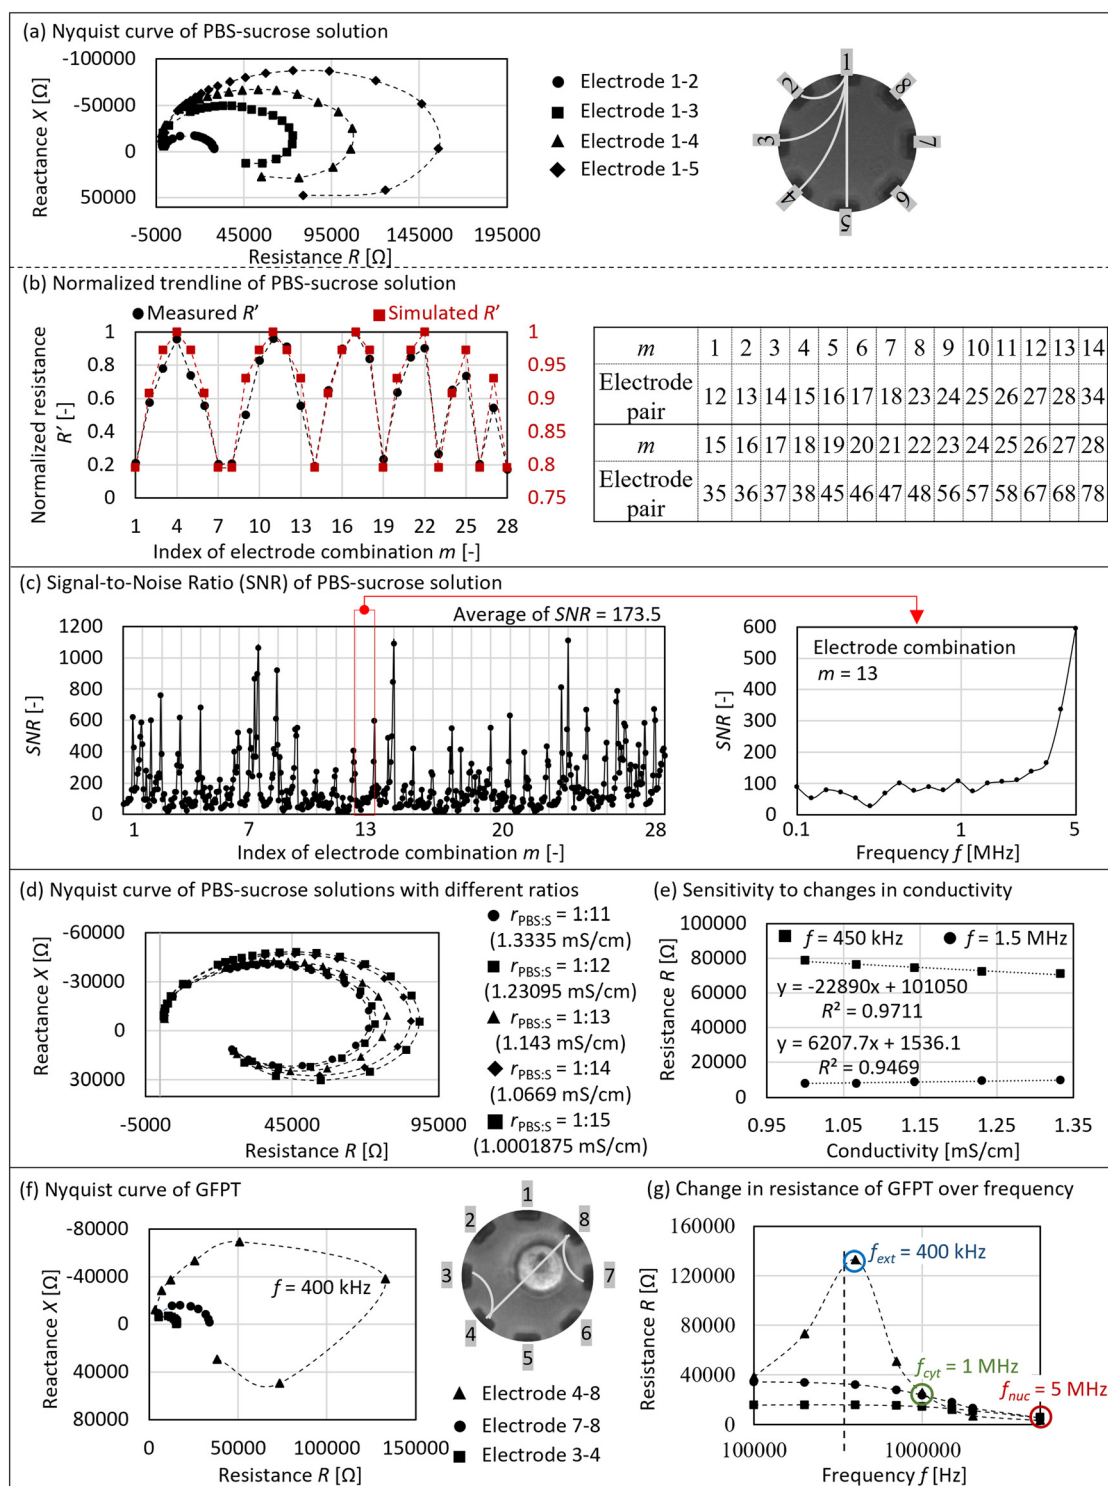 (a) Nyquist curve of PBS-sucrose solution
Reactance X [Ω]
-100000
-50000
0
50000
-5000 45000 95000 145000 195000
Resistance R [Ω]
Electrode 1-2
Electrode 1-3
Electrode 1-4
Electrode 1-5
1
2
3
4
5
6
7
8
(b) Normalized trendline of PBS-sucrose solution
Measured R’ Simulated R’
Normalized resistance
R’ [-]
1
0.8
0.6
0.4
0.2
0
1
0.95
0.9
0.85
0.8
0.75
1 4 7 10 13 16 19 22 25 28
Index of electrode combination m [-]
m 1 2 3 4 5 6 7 8 9 10 11 12 13 14
Electrode pair 12 13 14 15 16 17 18 23 24 25 26 27 28 34
m 15 16 17 18 19 20 21 22 23 24 25 26 27 28
Electrode pair 35 36 37 38 45 46 47 48 56 57 58 67 68 78
(c) Signal-to-Noise Ratio (SNR) of PBS-sucrose solution
Average of SNR = 173.5
SNR [-]
1200
1000
800
600
400
200
0
1 7 13 20 28
Index of electrode combination m [-]
Electrode combination
m = 13
SNR [-]
600
500
400
300
200
100
0
0.1 1 5
Frequency f [MHz]
(d) Nyquist curve of PBS-sucrose solutions with different ratios
Reactance X [Ω]
-60000
-30000
0
30000
-5000 45000 95000
Resistance R [Ω]
rPBS:S = 1:11
(1.3335 mS/cm)
rPBS:S = 1:12
(1.23095 mS/cm)
rPBS:S = 1:13
(1.143 mS/cm)
rPBS:S = 1:14
(1.0669 mS/cm)
rPBS:S = 1:15
(1.0001875 mS/cm)
(e) Sensitivity to changes in conductivity
Resistance R [Ω]
100000
80000
60000
40000
20000
0
f = 450 kHz f = 1.5 MHz
y = -22890x + 101050
R² = 0.9711
y = 6207.7x + 1536.1
R² = 0.9469
0.95 1.05 1.15 1.25 1.35
Conductivity [mS/cm]
(f) Nyquist curve of GFPT
Reactance X [Ω]
-80000
-40000
0
40000
80000
f = 400 kHz
0 50000 100000 150000
Resistance R [Ω]
1
2
3
4
5
6
7
8
Electrode 4-8
Electrode 7-8
Electrode 3-4
(g) Change in resistance of GFPT over frequency
Resistance R [Ω]
160000
120000
80000
40000
0
fext = 400 kHz
fcyt = 1 MHz
fnuc = 5 MHz
100000 1000000
Frequency f [Hz]